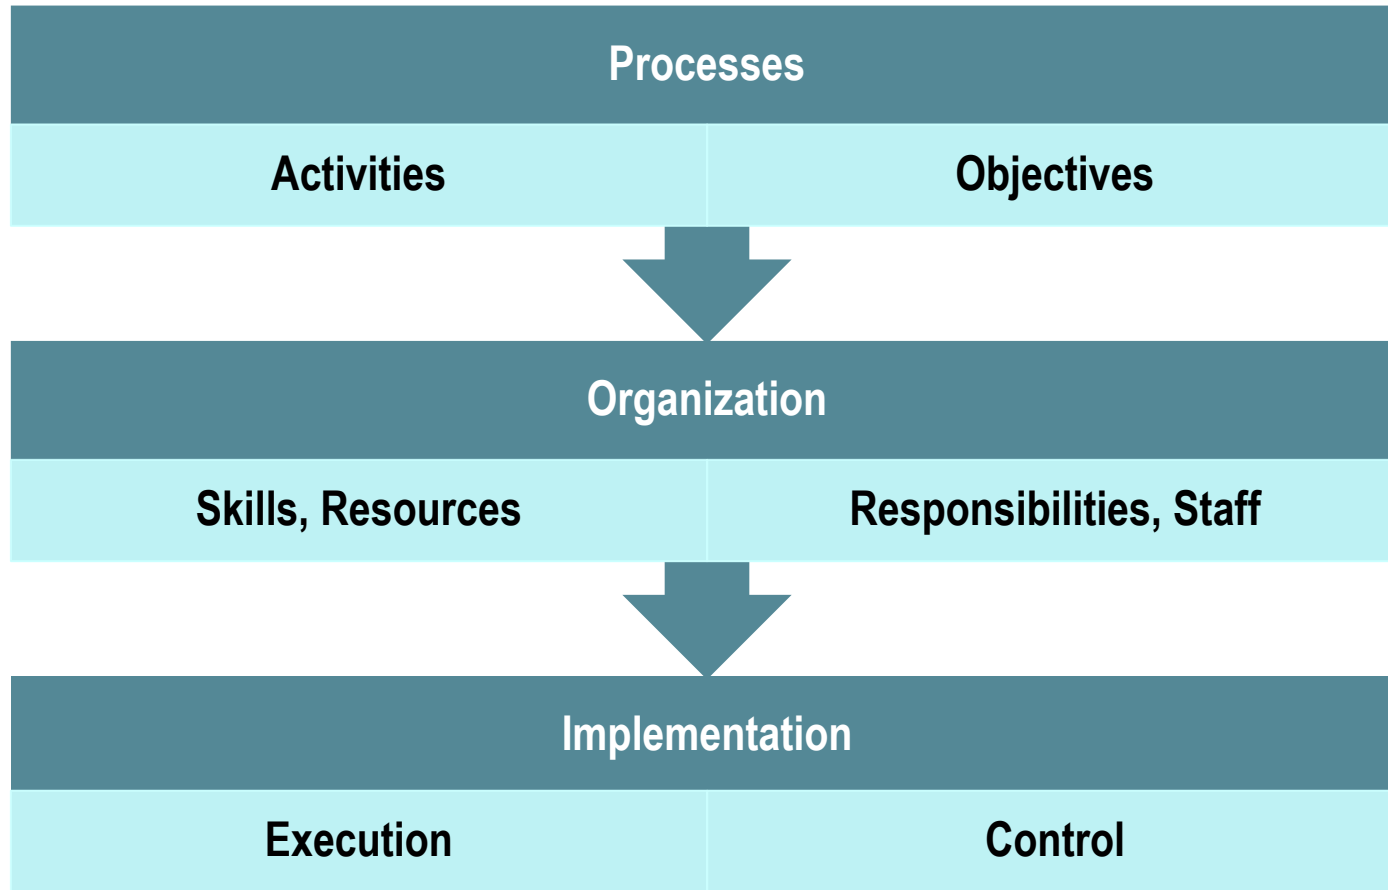 Processes
Activities
Objectives
Organization
Skills, Resources
Responsibilities, Staff
Implementation
Execution
Control